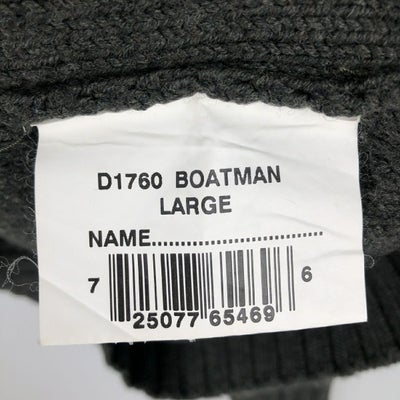 D1760 BOATMAN
LARGE
NAME................................
7 25077 65469 6